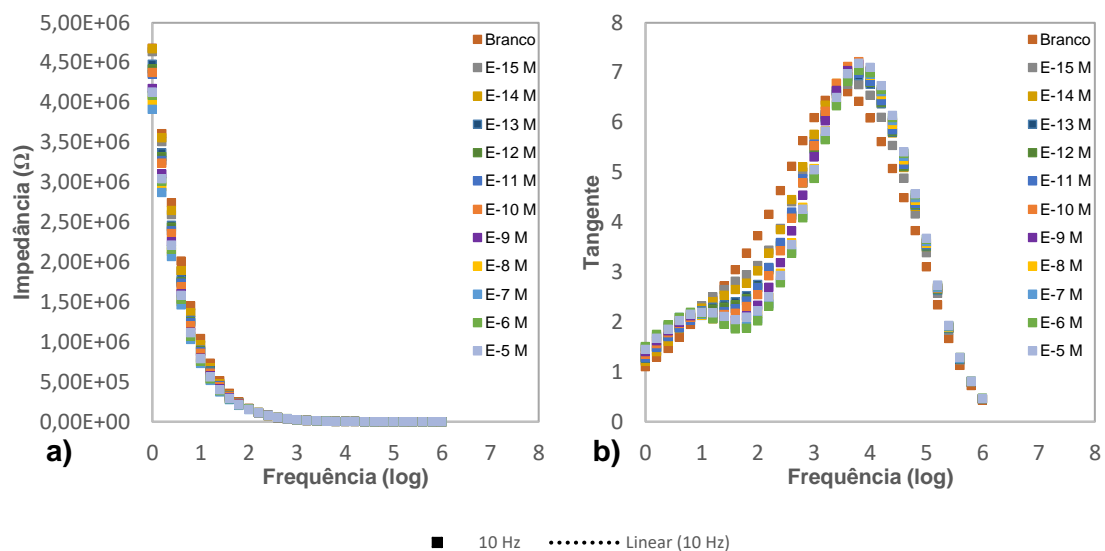 5,00E+06
4,50E+06
4,00E+06
3,50E+06
3,00E+06
2,50E+06
2,00E+06
1,50E+06
1,00E+06
5,00E+05
0,00E+00
Impedância (Ω)
0 1 2 3 4 5 6 7 8
Frequência (log)
a)
Branco
E-15 M
E-14 M
E-13 M
E-12 M
E-11 M
E-10 M
E-9 M
E-8 M
E-7 M
E-6 M
E-5 M
8
7
6
5
4
3
2
1
0
Tangente
0 1 2 3 4 5 6 7 8
Frequência (log)
b)
Branco
E-15 M
E-14 M
E-13 M
E-12 M
E-11 M
E-10 M
E-9 M
E-8 M
E-7 M
E-6 M
E-5 M
10 Hz Linear (10 Hz)